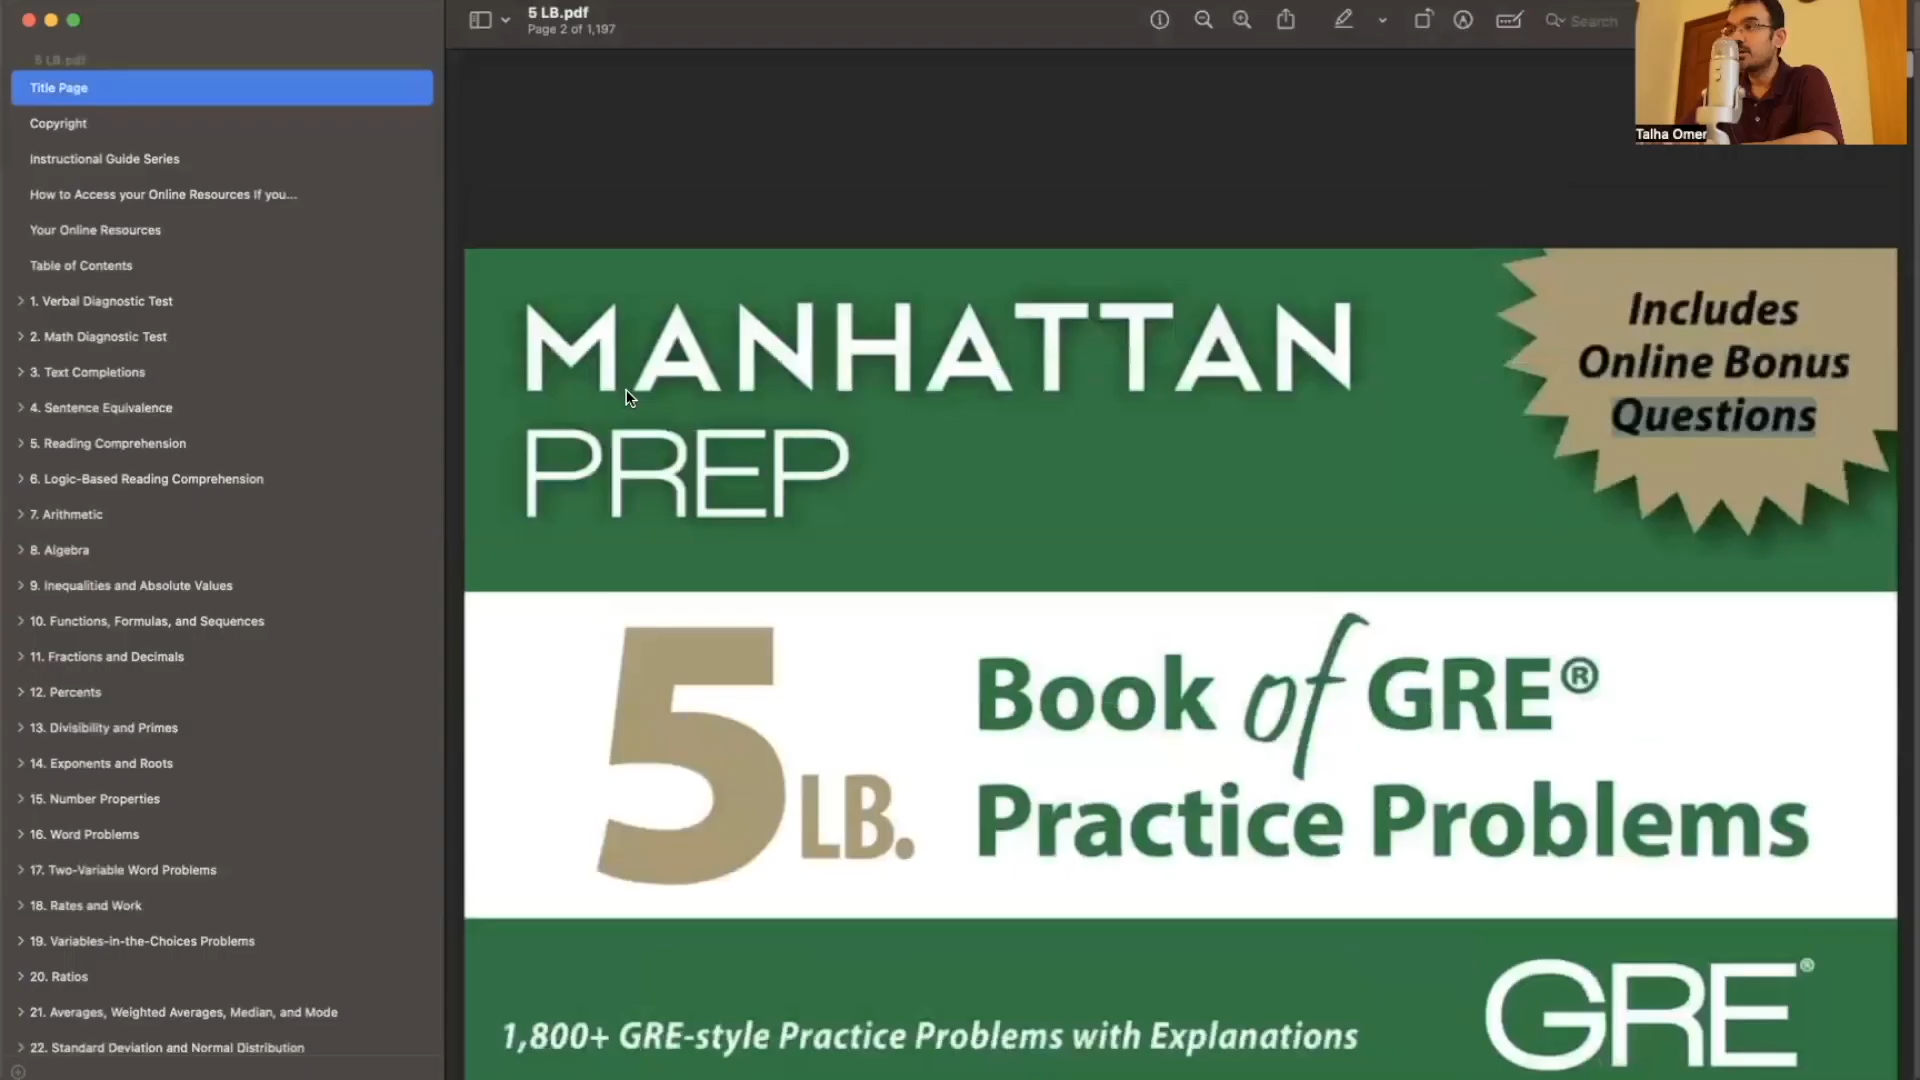 5 LB.pdf
Page 2 of 1,197
Search
Talha Omer
5 LB.pdf
Title Page
Copyright
Instructional Guide Series
How to Access your Online Resources If you...
Your Online Resources
Table of Contents
1. Verbal Diagnostic Test
2. Math Diagnostic Test
3. Text Completions
4. Sentence Equivalence
5. Reading Comprehension
6. Logic-Based Reading Comprehension
7. Arithmetic
8. Algebra
9. Inequalities and Absolute Values
10. Functions, Formulas, and Sequences
11. Fractions and Decimals
12. Percents
13. Divisibility and Primes
14. Exponents and Roots
15. Number Properties
16. Word Problems
17. Two-Variable Word Problems
18. Rates and Work
19. Variables-in-the-Choices Problems
20. Ratios
21. Averages, Weighted Averages, Median, and Mode
22. Standard Deviation and Normal Distribution
MANHATTAN
PREP
Includes
Online Bonus
Questions
5 LB.
Book of GRE®
Practice Problems
1,800+ GRE-style Practice Problems with Explanations
GRE®